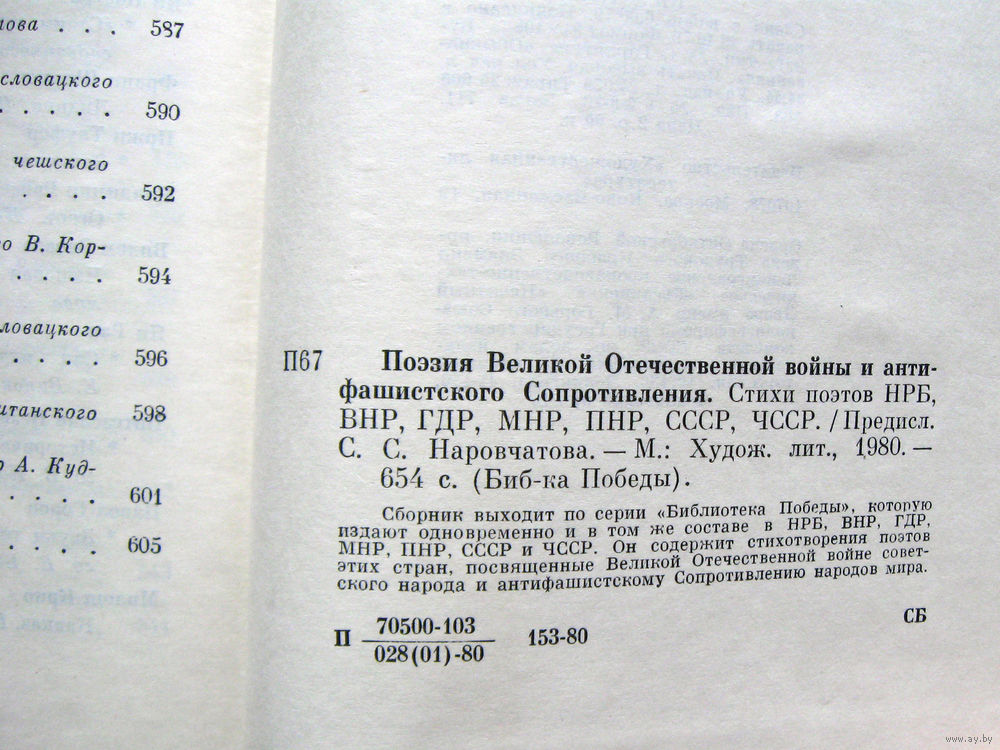 лова . . . 587
словацкого
. . . . . 590
чешского
. . . . 592
о В. Кор-
. . . . 594
ловацкого
. . . . 596
итанского 598
о А. Куд-
. . . . . 601
. . . . . 605
П67 Поэзия Великой Отечественной войны и анти-
фашистского Сопротивления. Стихи поэтов НРБ,
ВНР, ГДР, МНР, ПНР, СССР, ЧССР. / Предисл.
С. С. Наровчатова. — М.: Худож. лит., 1980. —
654 с. (Биб-ка Победы).
Сборник выходит по серии «Библиотека Победы», которую
издают одновременно и в том же составе в НРБ, ВНР, ГДР,
МНР, ПНР, СССР и ЧССР. Он содержит стихотворения поэтов
этих стран, посвященные Великой Отечественной войне совет-
ского народа и антифашистскому Сопротивлению народов мира.
П 70500-103
028(01)-80
153-80
СБ
www.ay.by